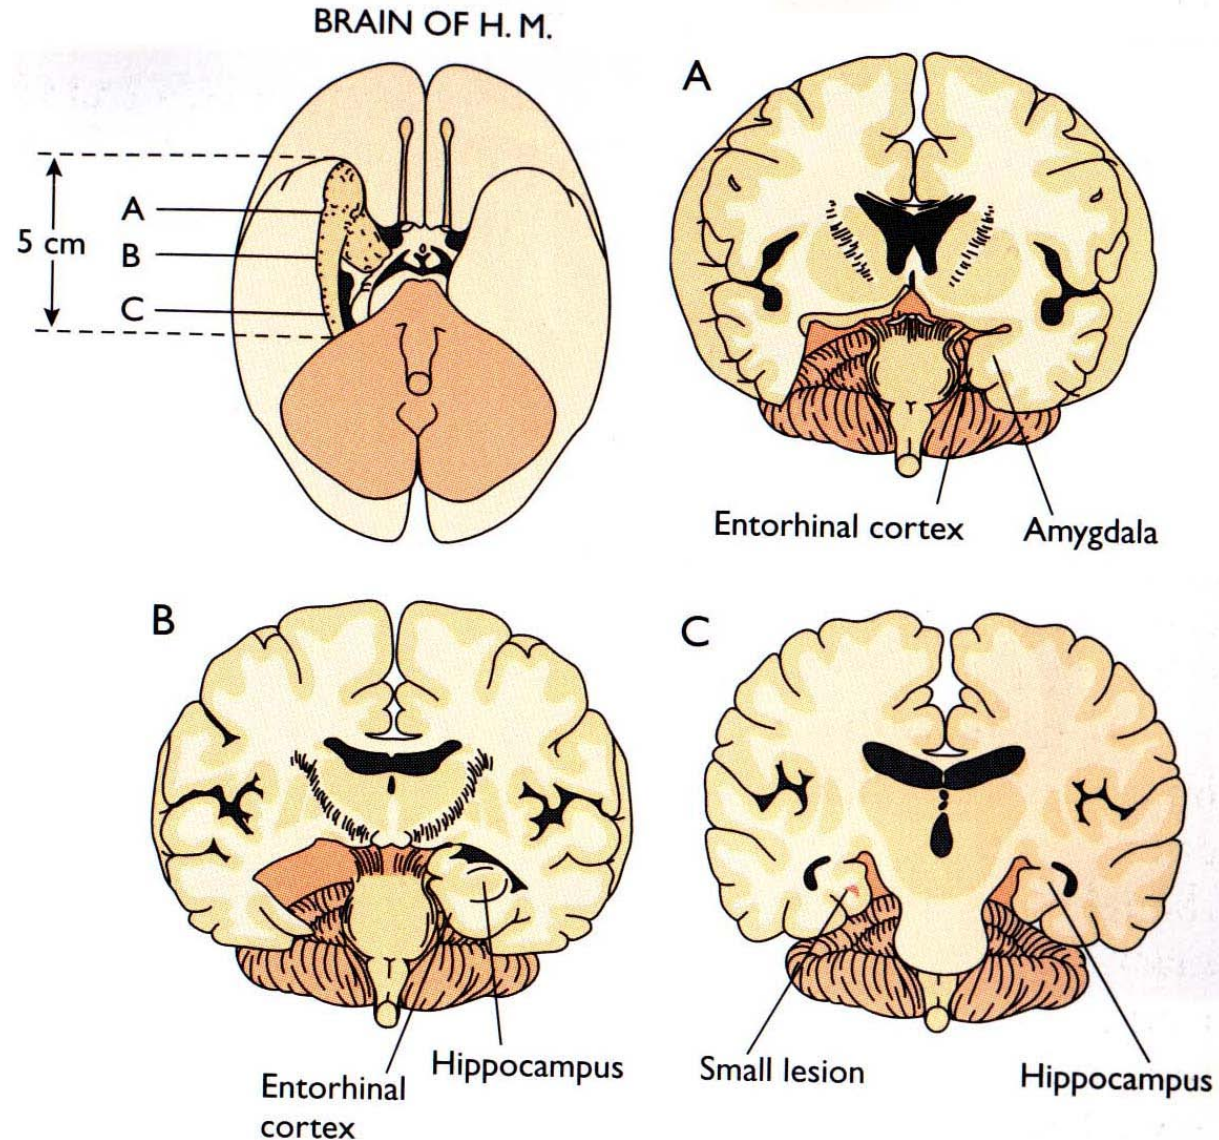 BRAIN OF H. M.
5 cm
A
B
C
A
Entorhinal cortex
Amygdala
B
Entorhinal
cortex
Hippocampus
C
Small lesion
Hippocampus